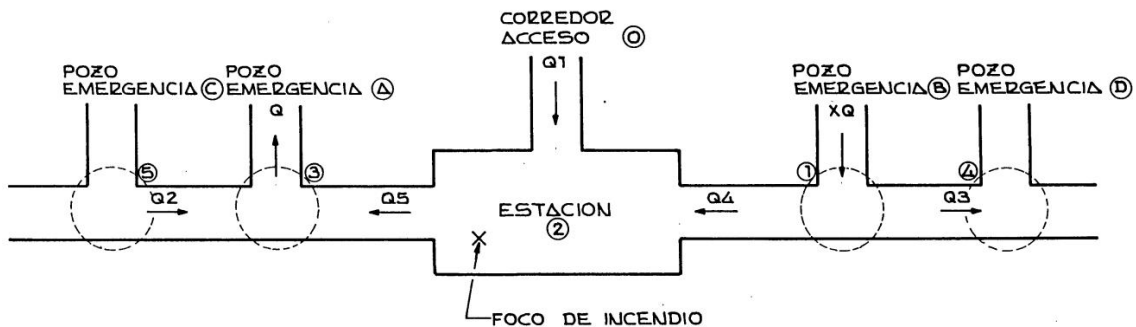 CORREDOR
ACCESO ⓪
Q1
POZO
EMERGENCIA Ⓒ
POZO
EMERGENCIA Ⓐ
Q
POZO
EMERGENCIA Ⓑ
XQ
POZO
EMERGENCIA Ⓓ
⑤
③
①
④
Q2
Q5
ESTACION
②
Q4
Q3
X
FOCO DE INCENDIO